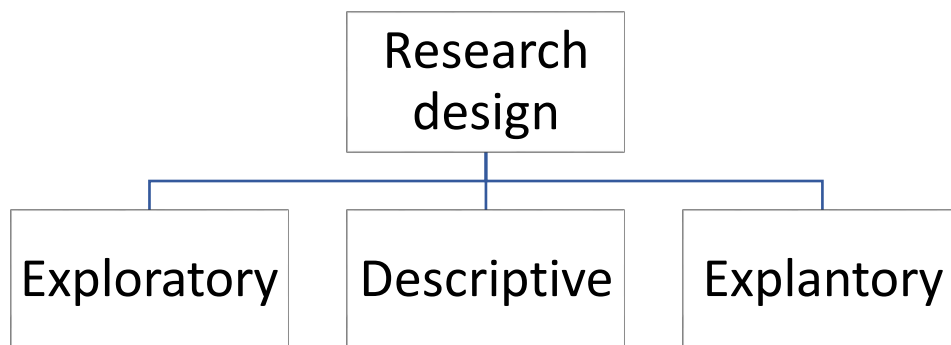 Research
design
Exploratory
Descriptive
Explantory